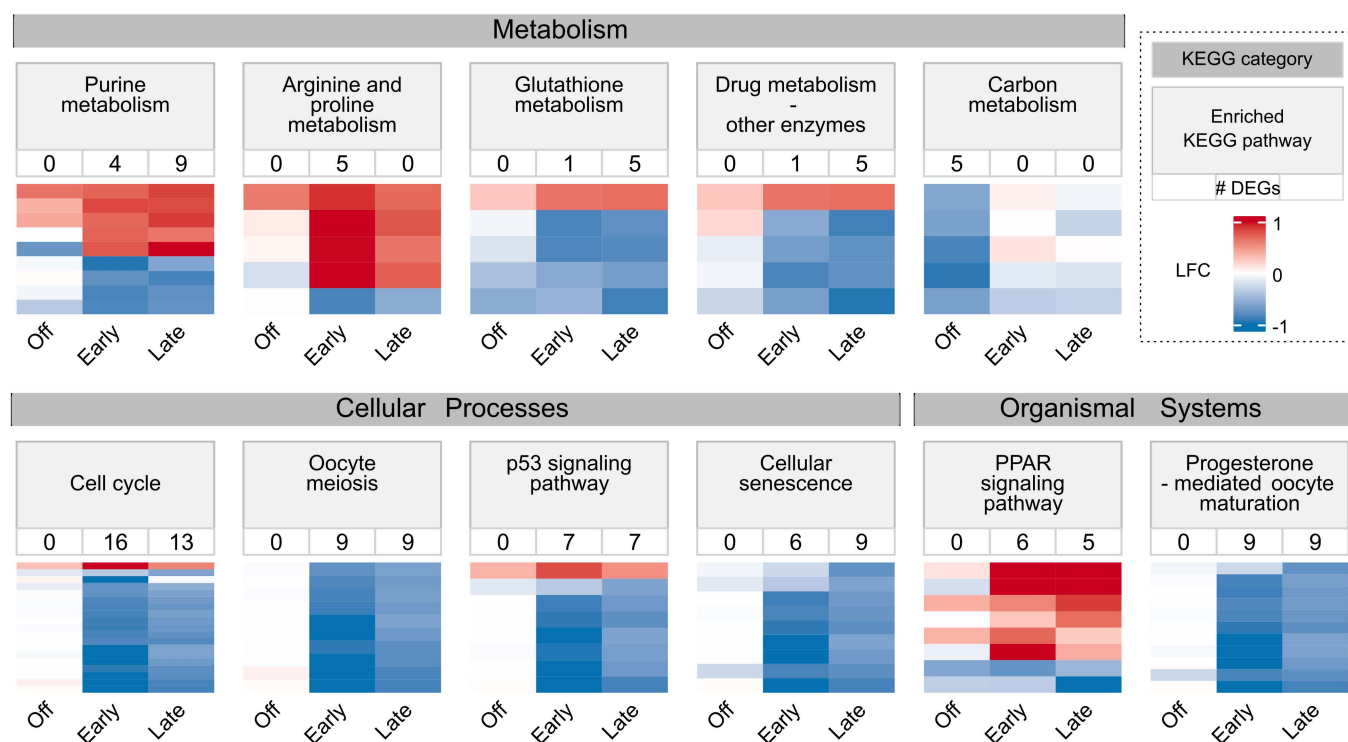 Metabolism
Purine
metabolism
0 4 9
Off Early Late
Arginine and
proline
metabolism
0 5 0
Off Early Late
Glutathione
metabolism
0 1 5
Off Early Late
Drug metabolism
-
other enzymes
0 1 5
Off Early Late
Carbon
metabolism
5 0 0
Off Early Late
KEGG category
Enriched
KEGG pathway
# DEGs
LFC
1
0
-1
Cellular Processes
Cell cycle
0 16 13
Off Early Late
Oocyte
meiosis
0 9 9
Off Early Late
p53 signaling
pathway
0 7 7
Off Early Late
Cellular
senescence
0 6 9
Off Early Late
Organismal Systems
PPAR
signaling
pathway
0 6 5
Off Early Late
Progesterone
- mediated oocyte
maturation
0 9 9
Off Early Late